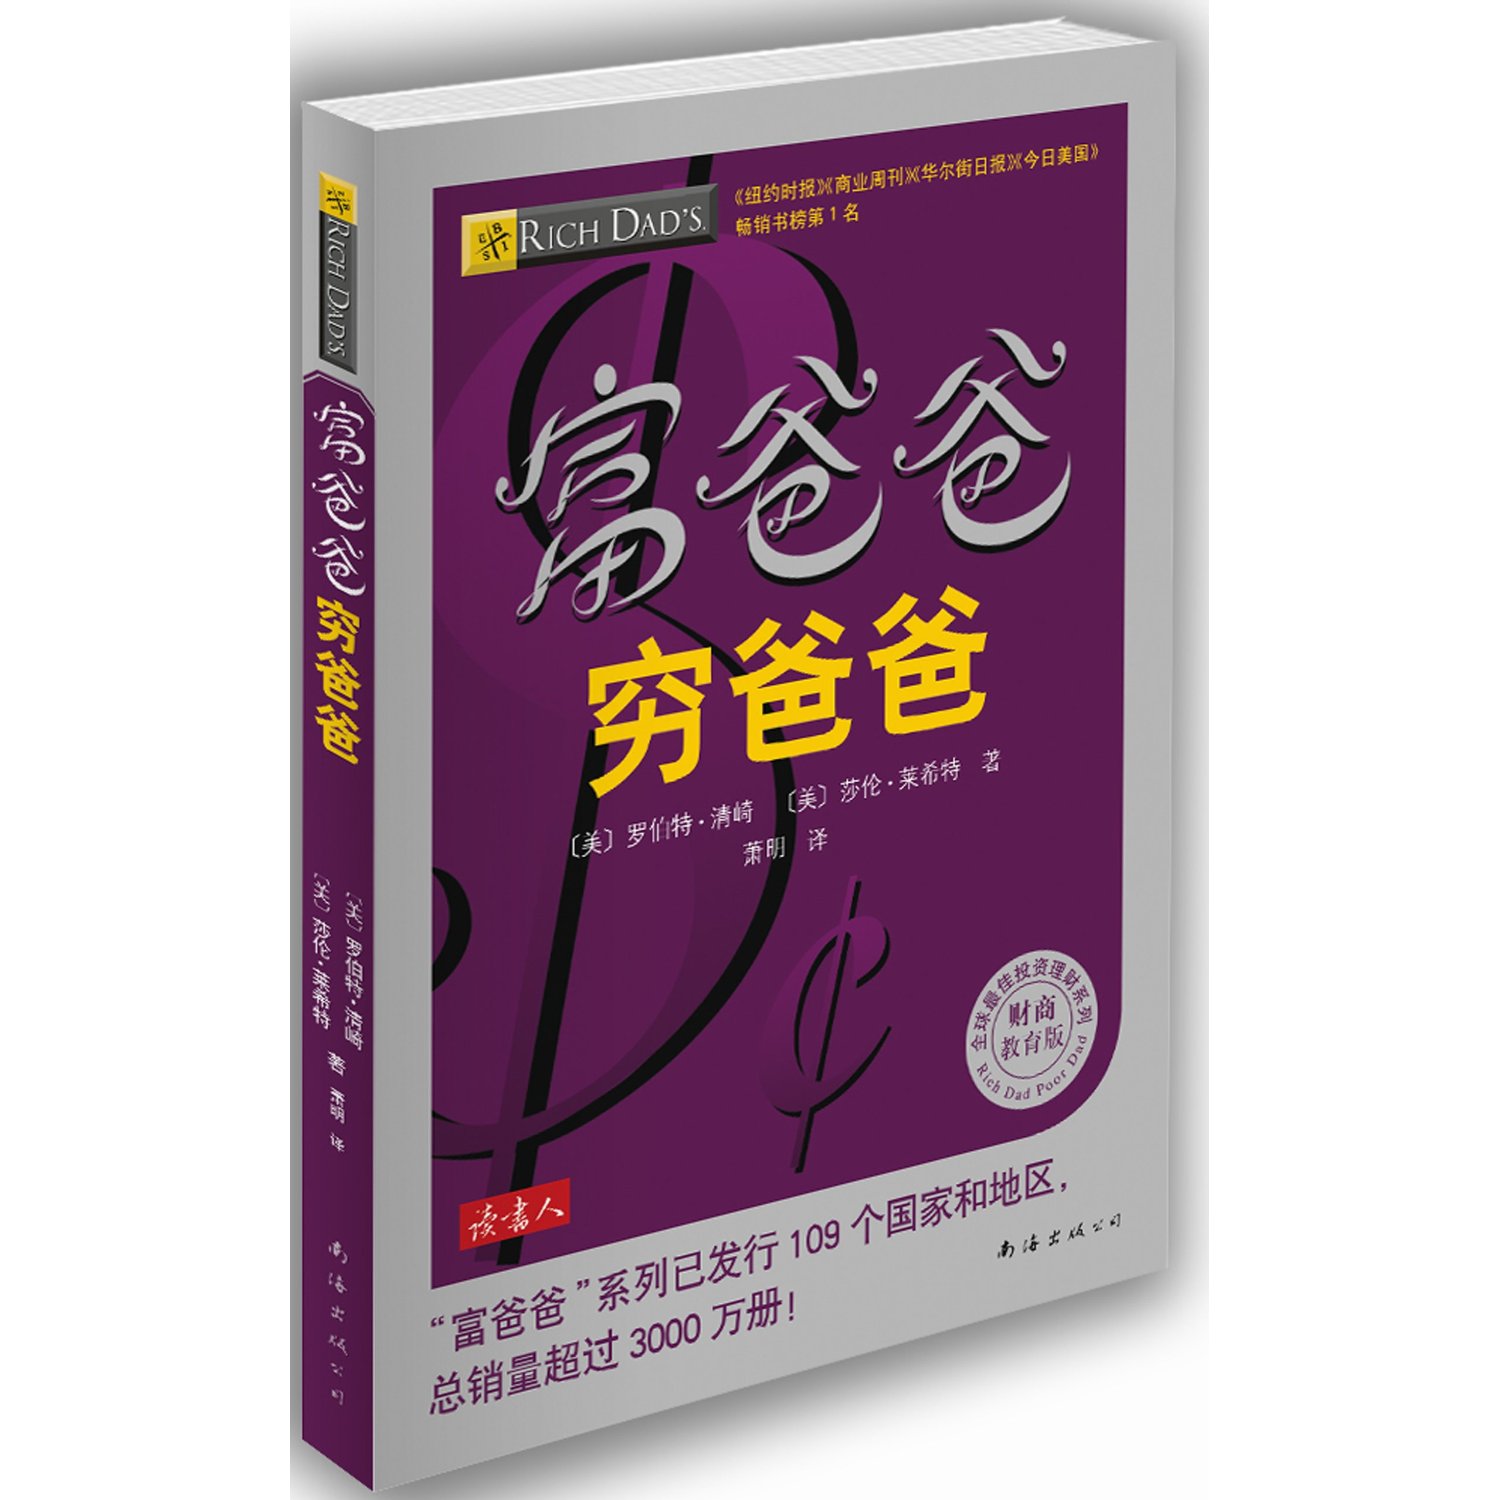 E B
S I
RICH DAD'S.
《纽约时报》《商业周刊》《华尔街日报》《今日美国》
畅销书榜第1名
富爸爸
穷爸爸
〔美〕罗伯特·清崎 〔美〕莎伦·莱希特 著
萧明 译
全球最佳投资理财系列
财商
教育版
Rich Dad Poor Dad
读书人
南海出版公司
“富爸爸”系列已发行109个国家和地区，
总销量超过3000万册！
RICH DAD'S.
富爸爸
穷爸爸
〔美〕罗伯特·清崎
〔美〕莎伦·莱希特 著
萧明 译
南海出版公司